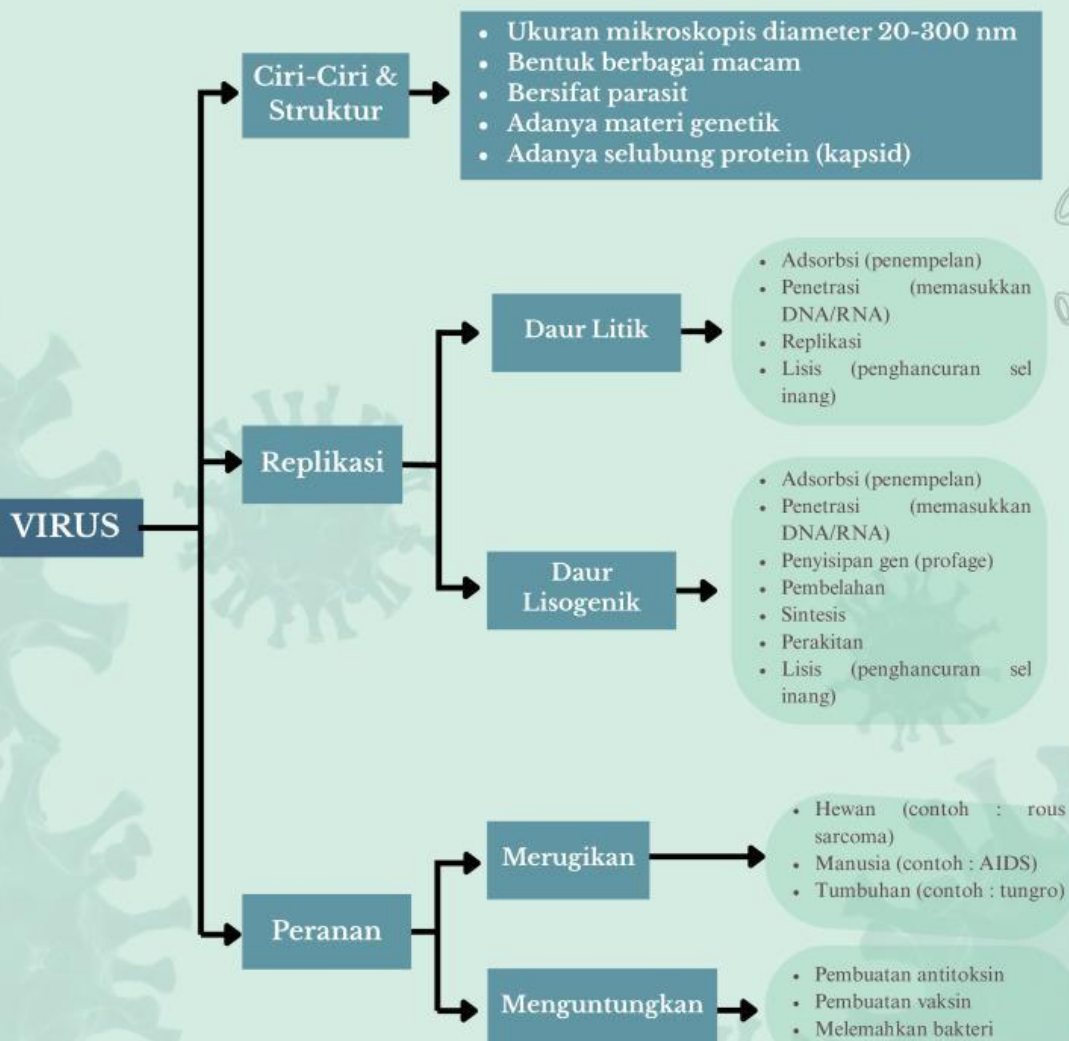 VIRUS
Ciri-Ciri &
Struktur
• Ukuran mikroskopis diameter 20-300 nm
• Bentuk berbagai macam
• Bersifat parasit
• Adanya materi genetik
• Adanya selubung protein (kapsid)
Replikasi
Daur Litik
• Adsorbsi (penempelan)
• Penetrasi (memasukkan
DNA/RNA)
• Replikasi
• Lisis (penghancuran sel
inang)
Daur
Lisogenik
• Adsorbsi (penempelan)
• Penetrasi (memasukkan
DNA/RNA)
• Penyisipan gen (profage)
• Pembelahan
• Sintesis
• Perakitan
• Lisis (penghancuran sel
inang)
Peranan
Merugikan
• Hewan (contoh : rous
sarcoma)
• Manusia (contoh : AIDS)
• Tumbuhan (contoh : tungro)
Menguntungkan
• Pembuatan antitoksin
• Pembuatan vaksin
• Melemahkan bakteri